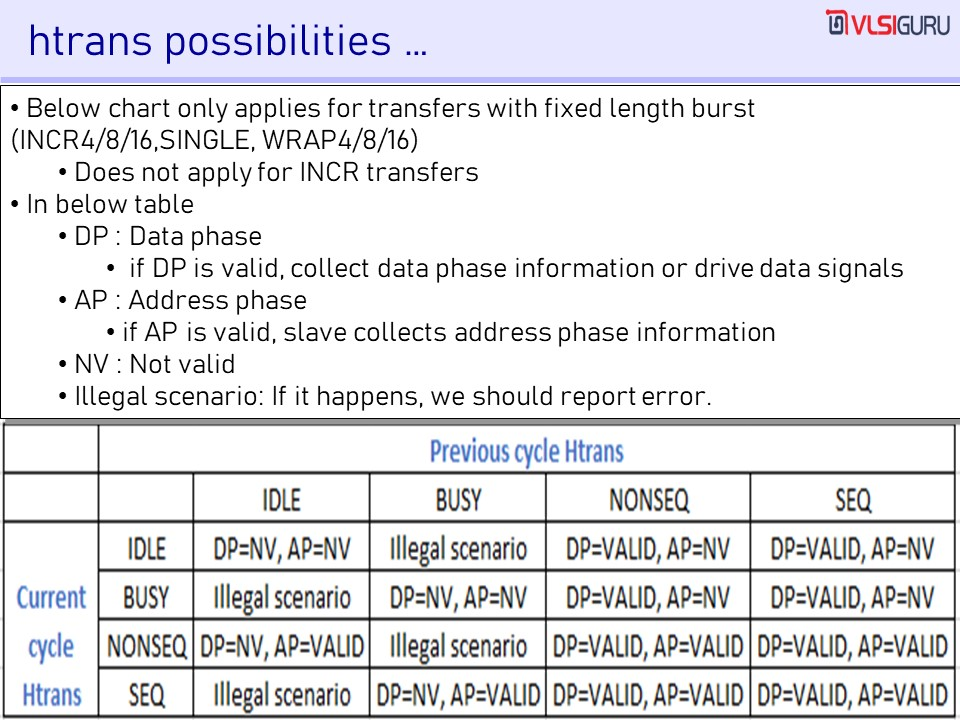 htrans possibilities ...
VLSIGURU
• Below chart only applies for transfers with fixed length burst
(INCR4/8/16,SINGLE, WRAP4/8/16)
• Does not apply for INCR transfers
• In below table
• DP : Data phase
• if DP is valid, collect data phase information or drive data signals
• AP : Address phase
• if AP is valid, slave collects address phase information
• NV : Not valid
• Illegal scenario: If it happens, we should report error.
Previous cycle Htrans
IDLE BUSY NONSEQ SEQ
IDLE DP=NV, AP=NV Illegal scenario DP=VALID, AP=NV DP=VALID, AP=NV
Current BUSY Illegal scenario DP=NV, AP=NV DP=VALID, AP=NV DP=VALID, AP=NV
cycle NONSEQ DP=NV, AP=VALID Illegal scenario DP=VALID, AP=VALID DP=VALID, AP=VALID
Htrans SEQ Illegal scenario DP=NV, AP=VALID DP=VALID, AP=VALID DP=VALID, AP=VALID